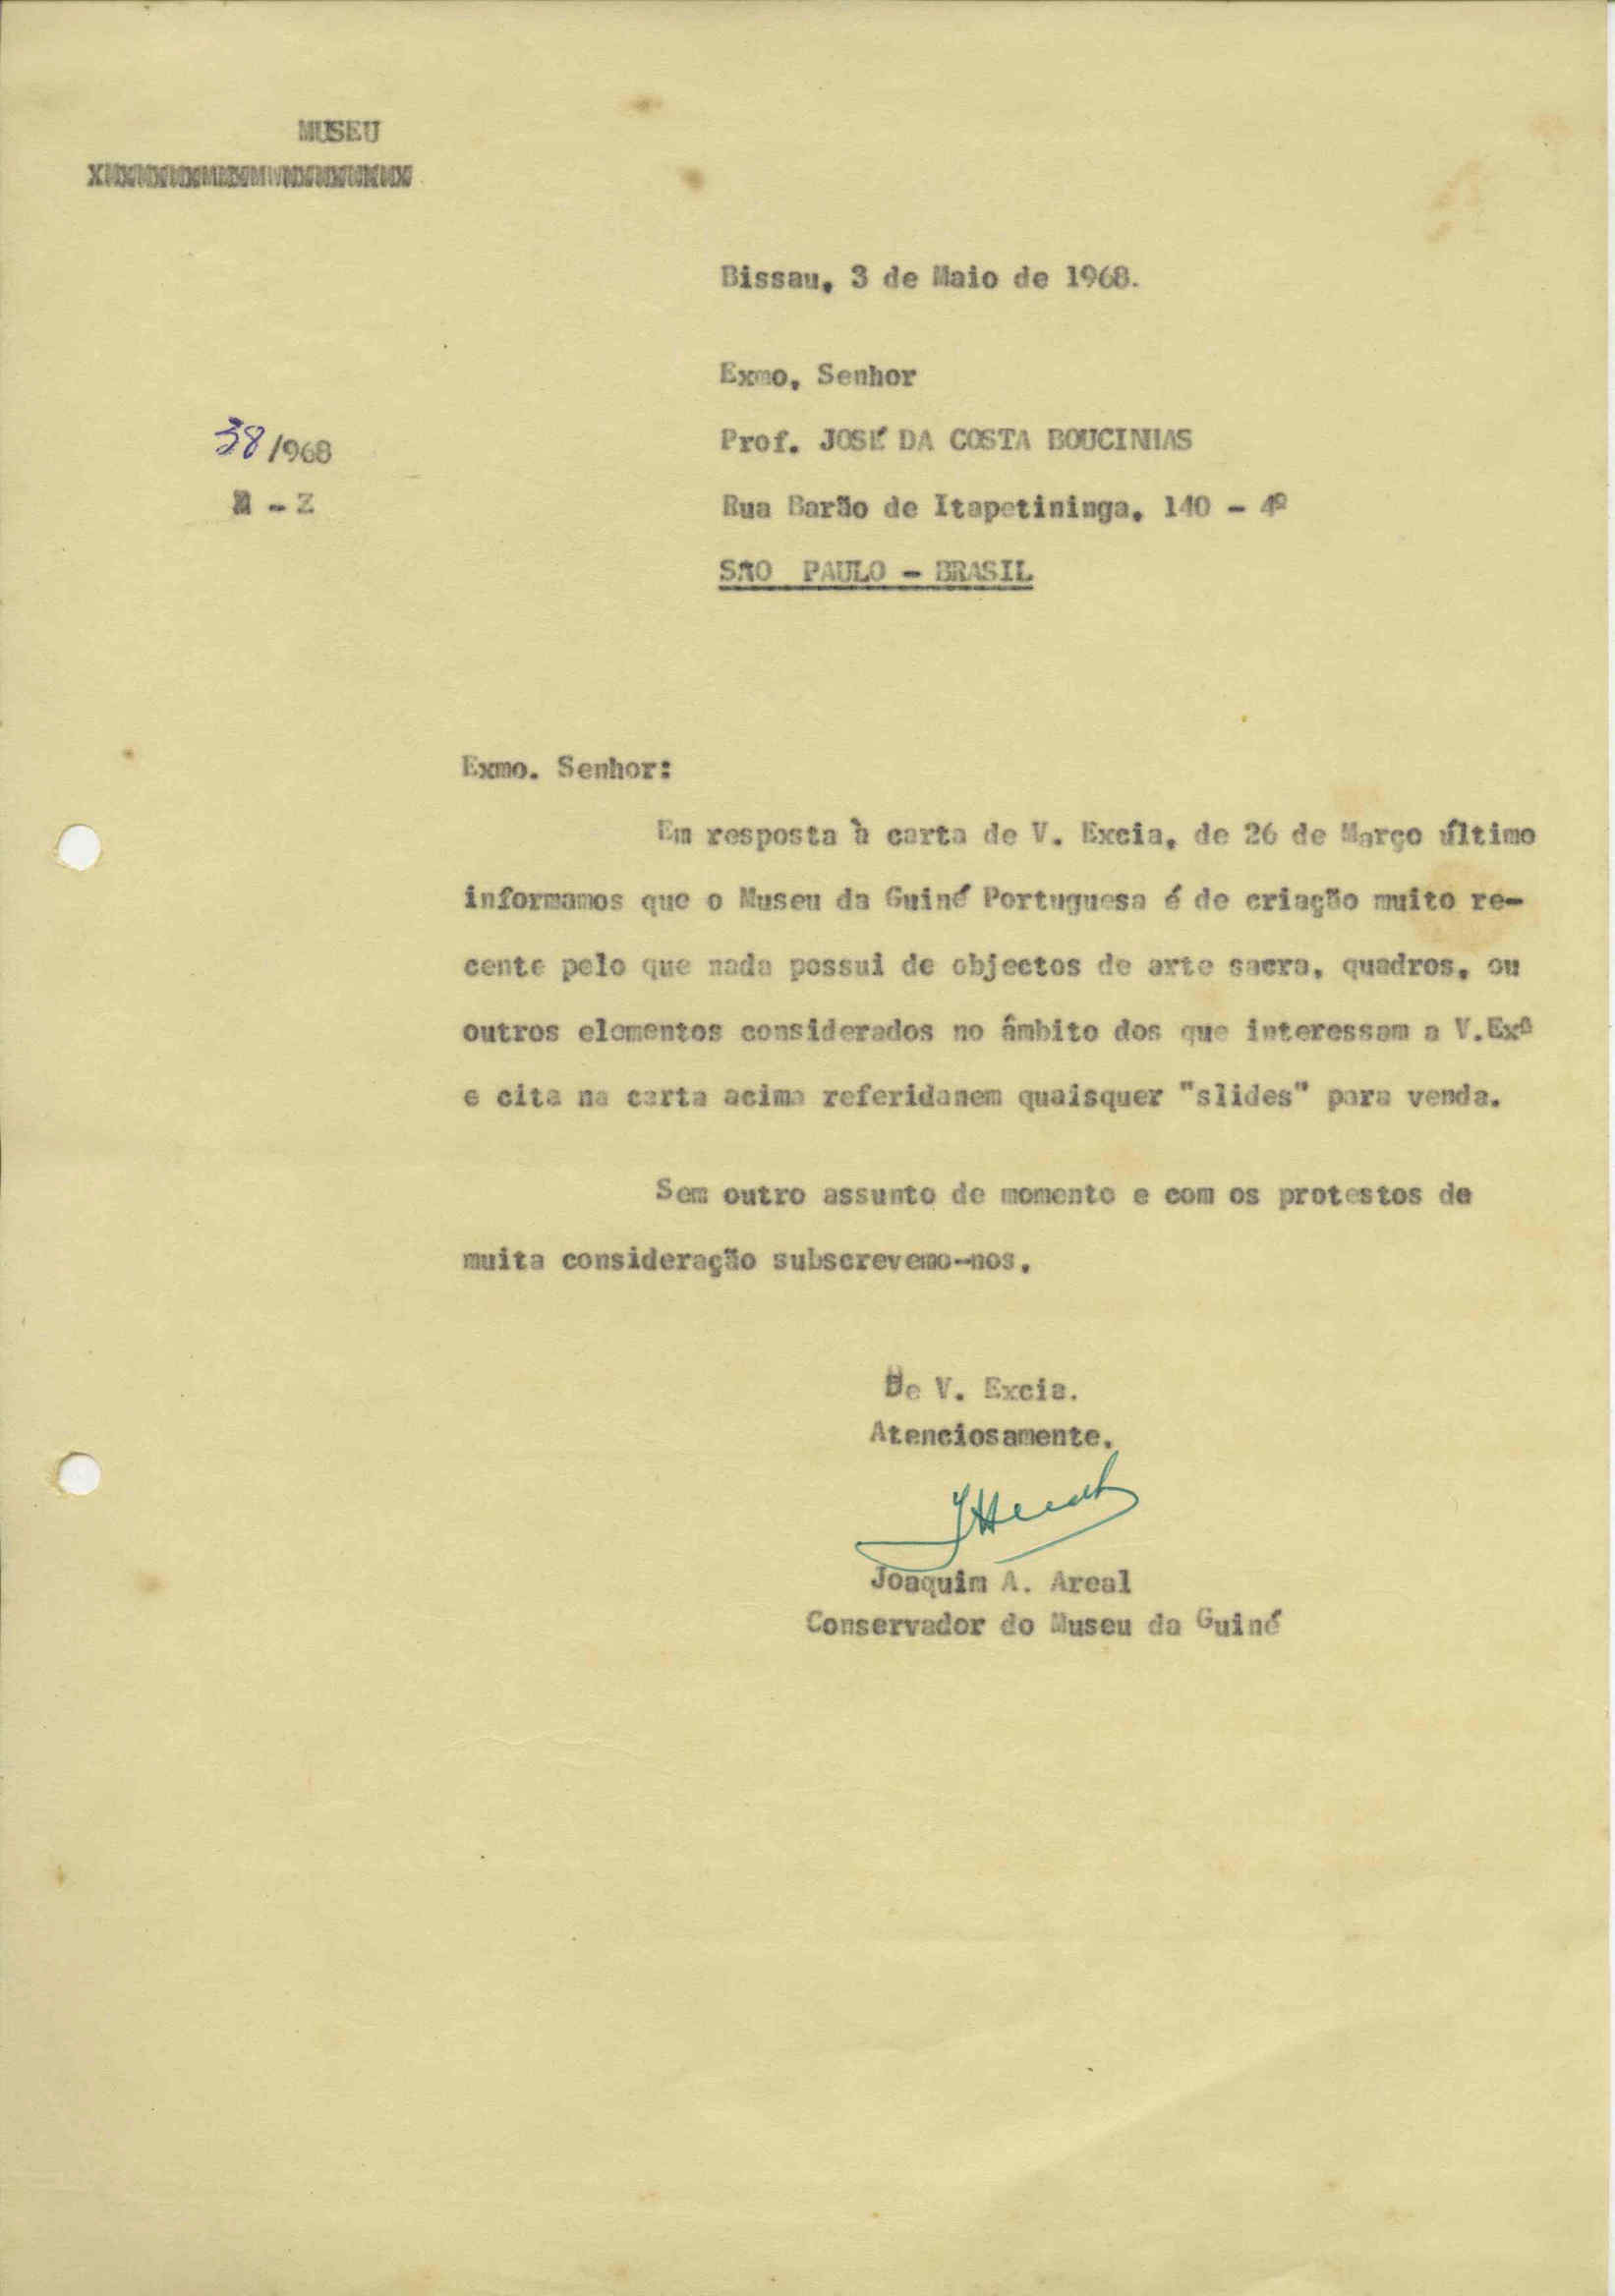 MUSEU
Bissau, 3 de Maio de 1968.
Exmo, Senhor
38/968
Prof. JOSÉ DA COSTA BOUCINHAS
- Z
Rua Barão de Itapetininga, 140 - 4º
SÃO PAULO - BRASIL
Exmo. Senhor:
Em resposta à carta de V. Excia, de 26 de Março último
informamos que o Museu da Guiné Portuguesa é de criação muito re-
cente pelo que nada possui de objectos de arte sacra, quadros, ou
outros elementos considerados no âmbito dos que interessam a V.Exª
e cita na carta acima referidanem quaisquer "slides" para venda.
Sem outro assunto de momento e com os protestos de
muita consideração subscrevemo-nos.
De V. Excia.
Atenciosamente,
Joaquim A. Areal
Conservador do Museu da Guiné